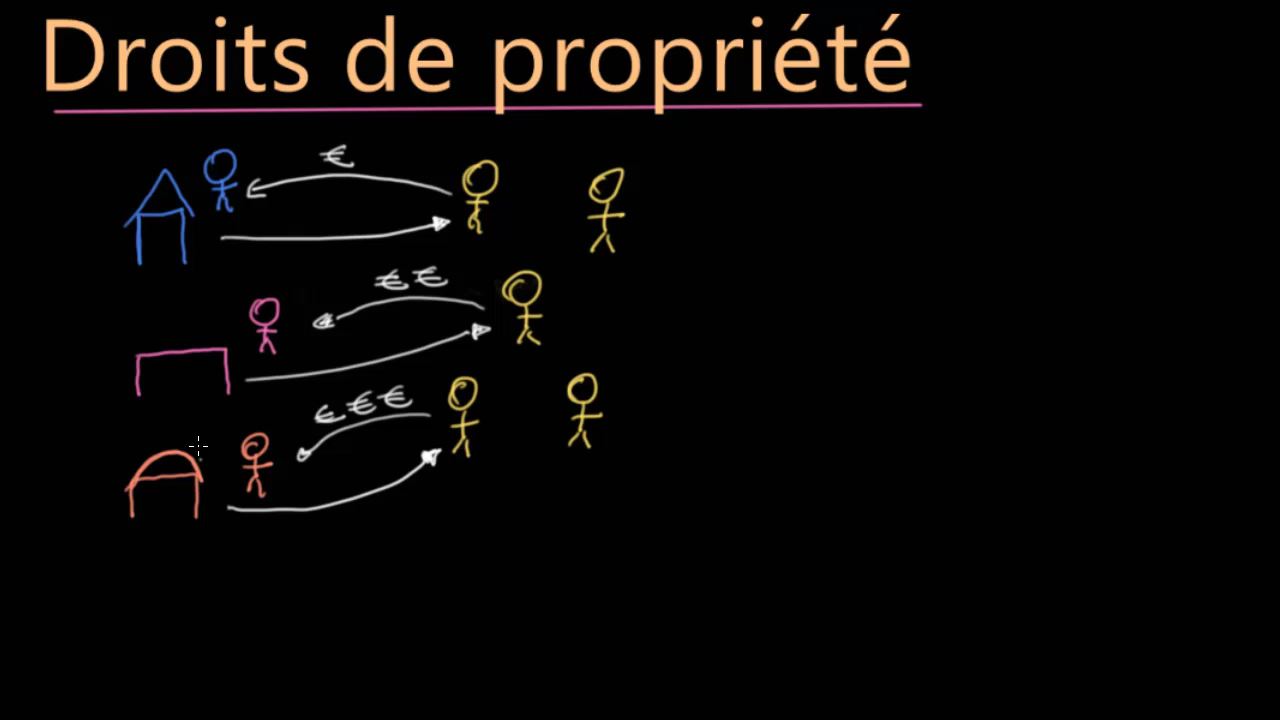 Droits de propriété
€
€ €
€ € €